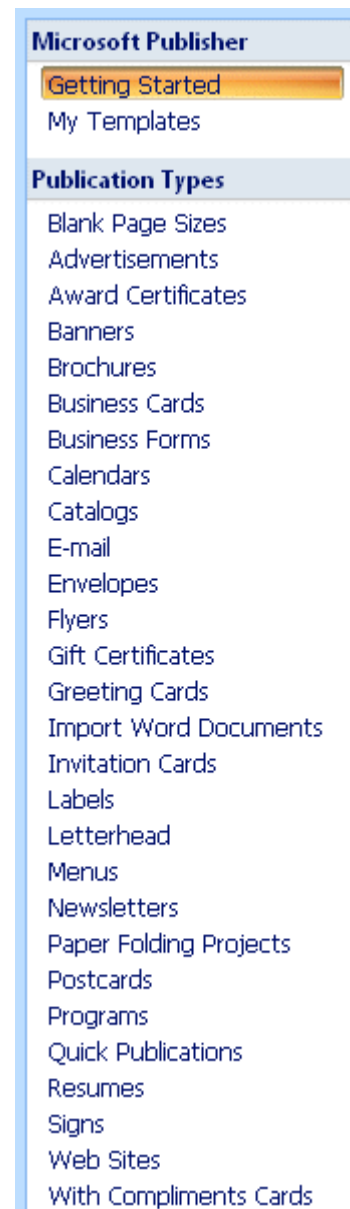 Microsoft Publisher
Getting Started
My Templates
Publication Types
Blank Page Sizes
Advertisements
Award Certificates
Banners
Brochures
Business Cards
Business Forms
Calendars
Catalogs
E-mail
Envelopes
Flyers
Gift Certificates
Greeting Cards
Import Word Documents
Invitation Cards
Labels
Letterhead
Menus
Newsletters
Paper Folding Projects
Postcards
Programs
Quick Publications
Resumes
Signs
Web Sites
With Compliments Cards